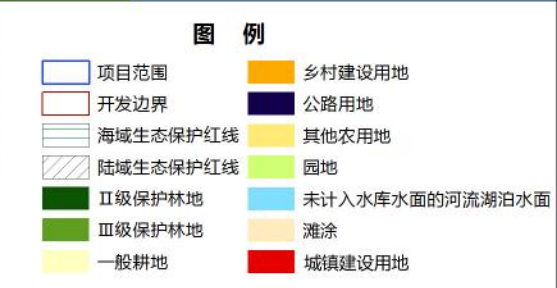 图 例
项目范围
开发边界
海域生态保护红线
陆域生态保护红线
Ⅱ级保护林地
Ⅲ级保护林地
一般耕地
乡村建设用地
公路用地
其他农用地
园地
未计入水库水面的河流湖泊水面
滩涂
城镇建设用地